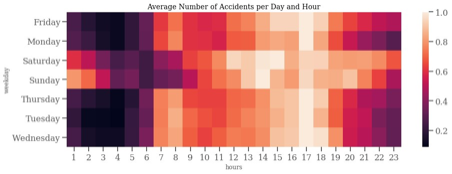 Average Number of Accidents per Day and Hour
weekday
Friday
Monday
Saturday
Sunday
Thursday
Tuesday
Wednesday
1 2 3 4 5 6 7 8 9 10 11 12 13 14 15 16 17 18 19 20 21 22 23
hours
1.0
0.8
0.6
0.4
0.2